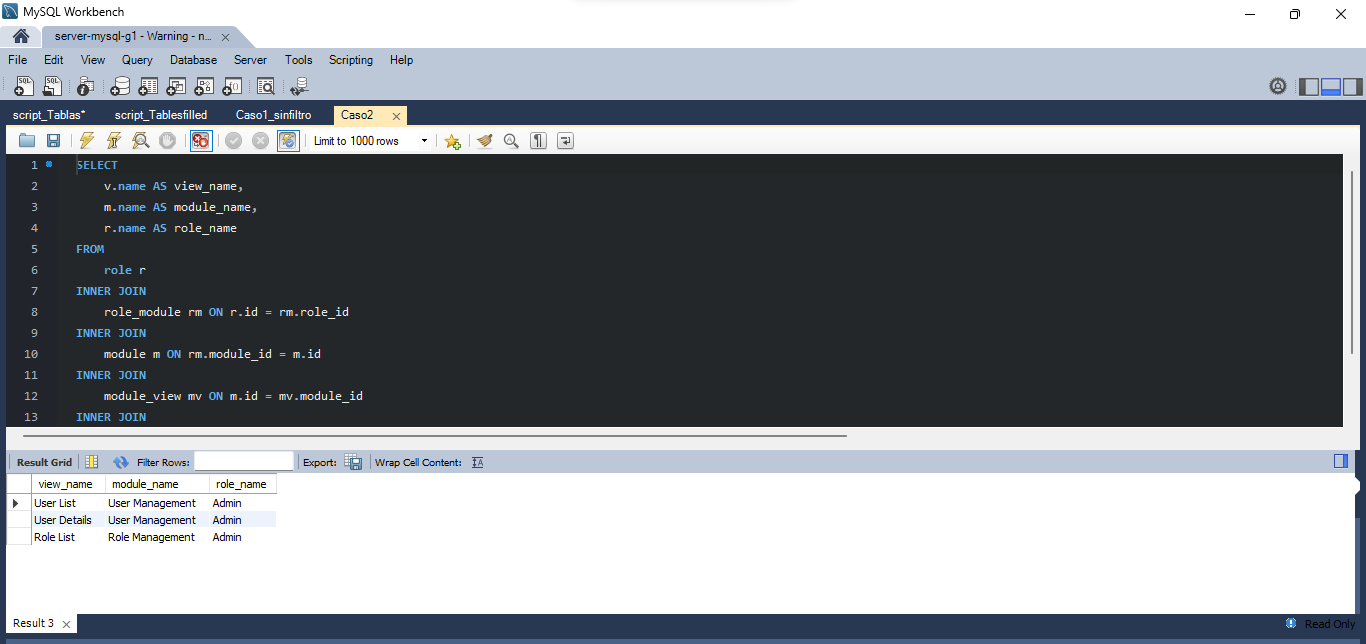 MySQL Workbench
server-mysql-g1 - Warning - n...
File Edit View Query Database Server Tools Scripting Help
script_Tablas* script_Tablesfilled Caso1_sinfiltro Caso2
Limit to 1000 rows
1 SELECT
2 v.name AS view_name,
3 m.name AS module_name,
4 r.name AS role_name
5 FROM
6 role r
7 INNER JOIN
8 role_module rm ON r.id = rm.role_id
9 INNER JOIN
10 module m ON rm.module_id = m.id
11 INNER JOIN
12 module_view mv ON m.id = mv.module_id
13 INNER JOIN
Result Grid Filter Rows: Export: Wrap Cell Content:
view_name module_name role_name
User List User Management Admin
User Details User Management Admin
Role List Role Management Admin
Result 3 Read Only